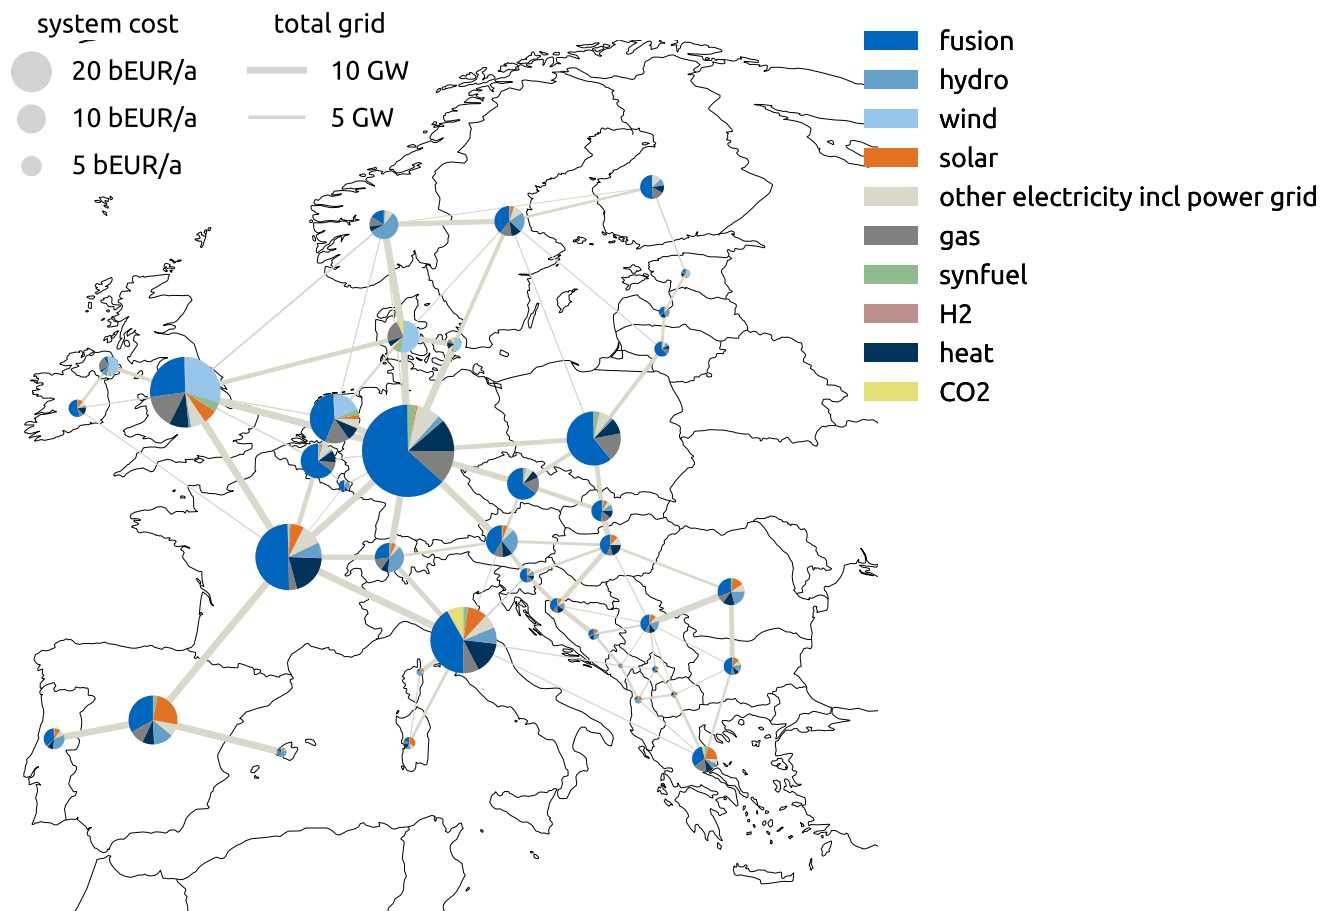 system cost
20 bEUR/a
10 bEUR/a
5 bEUR/a
total grid
10 GW
5 GW
fusion
hydro
wind
solar
other electricity incl power grid
gas
synfuel
H2
heat
CO2